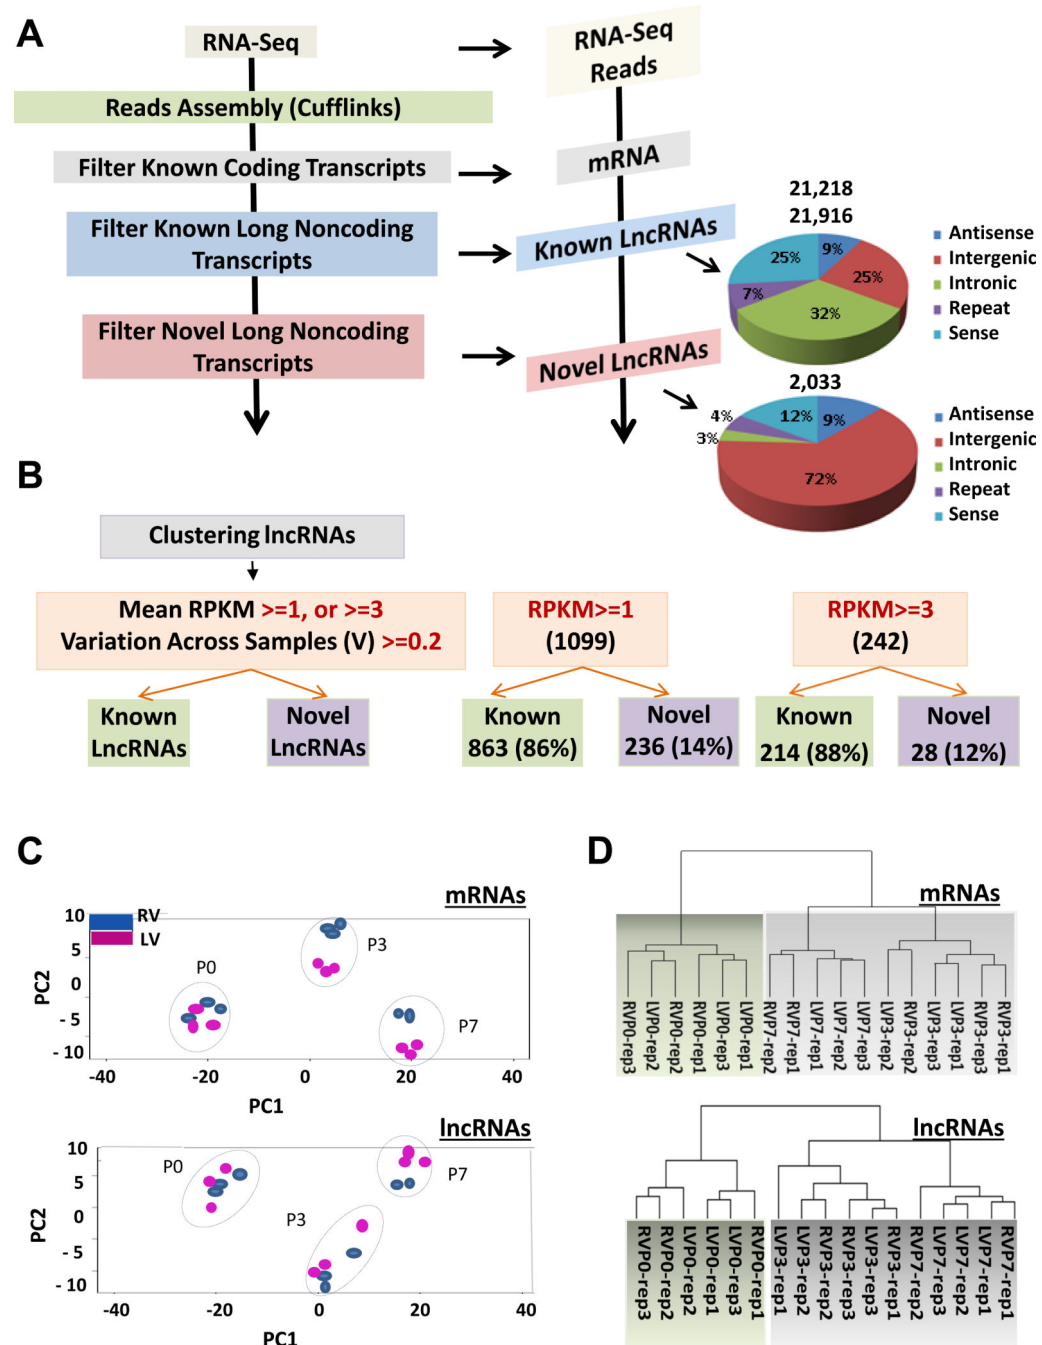 A
RNA-Seq
Reads Assembly (Cufflinks)
Filter Known Coding Transcripts
Filter Known Long Noncoding
Transcripts
Filter Novel Long Noncoding
Transcripts
RNA-Seq
Reads
mRNA
Known LncRNAs
Novel LncRNAs
21,218
21,916
9%
25%
32%
7%
25%
Antisense
Intergenic
Intronic
Repeat
Sense
2,033
9%
72%
3%
4%
12%
Antisense
Intergenic
Intronic
Repeat
Sense
B
Clustering lncRNAs
Mean RPKM >=1, or >=3
Variation Across Samples (V) >=0.2
Known
LncRNAs
Novel
LncRNAs
RPKM>=1
(1099)
Known
863 (86%)
Novel
236 (14%)
RPKM>=3
(242)
Known
214 (88%)
Novel
28 (12%)
C
mRNAs
RV
LV
P0
P3
P7
PC2
10
5
0
- 5
- 10
-40
-20
0
20
40
PC1
lncRNAs
P0
P3
P7
PC2
10
5
0
- 5
- 10
-40
-20
0
20
40
PC1
D
mRNAs
RVP0-rep3
LVP0-rep2
RVP0-rep2
RVP0-rep1
LVP0-rep3
LVP0-rep1
RVP7-rep2
RVP7-rep1
LVP7-rep1
LVP7-rep2
LVP7-rep3
LVP3-rep2
RVP3-rep2
LVP3-rep3
LVP3-rep1
RVP3-rep3
RVP3-rep1
lncRNAs
RVP0-rep3
RVP0-rep2
LVP0-rep2
LVP0-rep1
LVP0-rep3
RVP0-rep1
LVP3-rep1
LVP3-rep2
RVP3-rep2
RVP3-rep3
LVP3-rep3
RVP3-rep1
RVP7-rep2
LVP7-rep3
LVP7-rep2
LVP7-rep1
RVP7-rep1